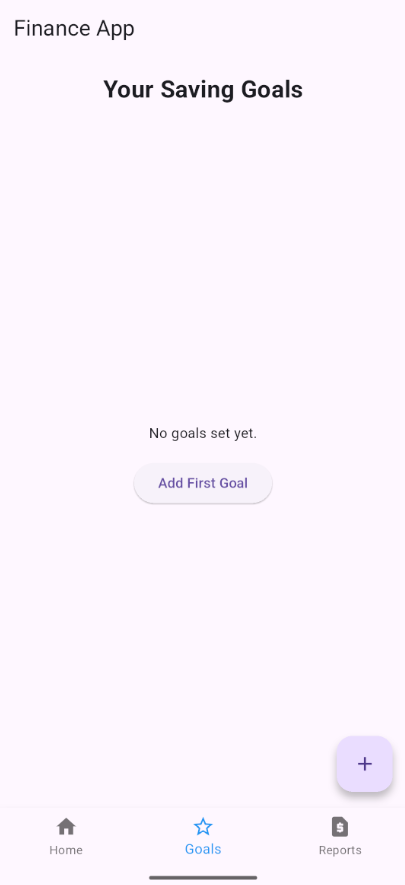 Finance App
Your Saving Goals
No goals set yet.
Add First Goal
+
$
Home
Goals
Reports